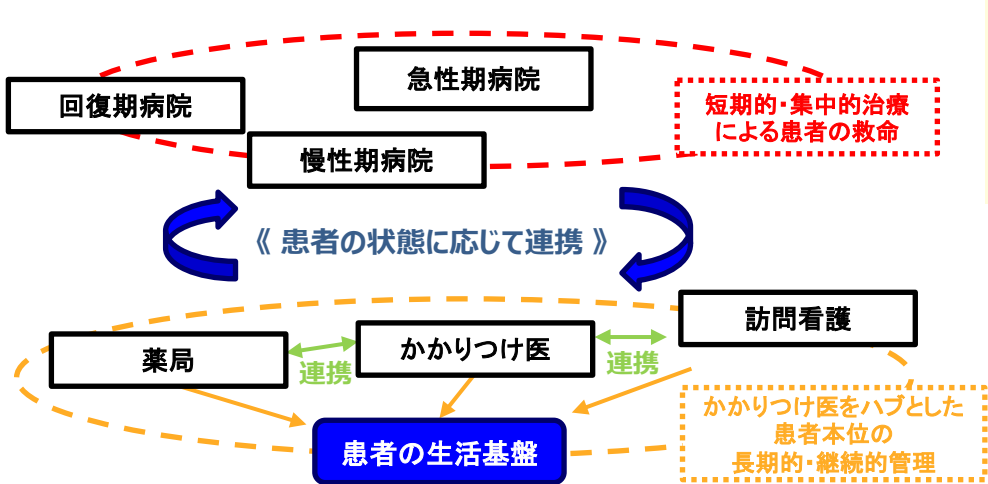 急性期病院
回復期病院
短期的・集中的治療
による患者の救命
慢性期病院
《 患者の状態に応じて連携 》
訪問看護
かかりつけ医
薬局
連携
連携
かかりつけ医をハブとした
患者本位の
長期的・継続的管理
患者の生活基盤